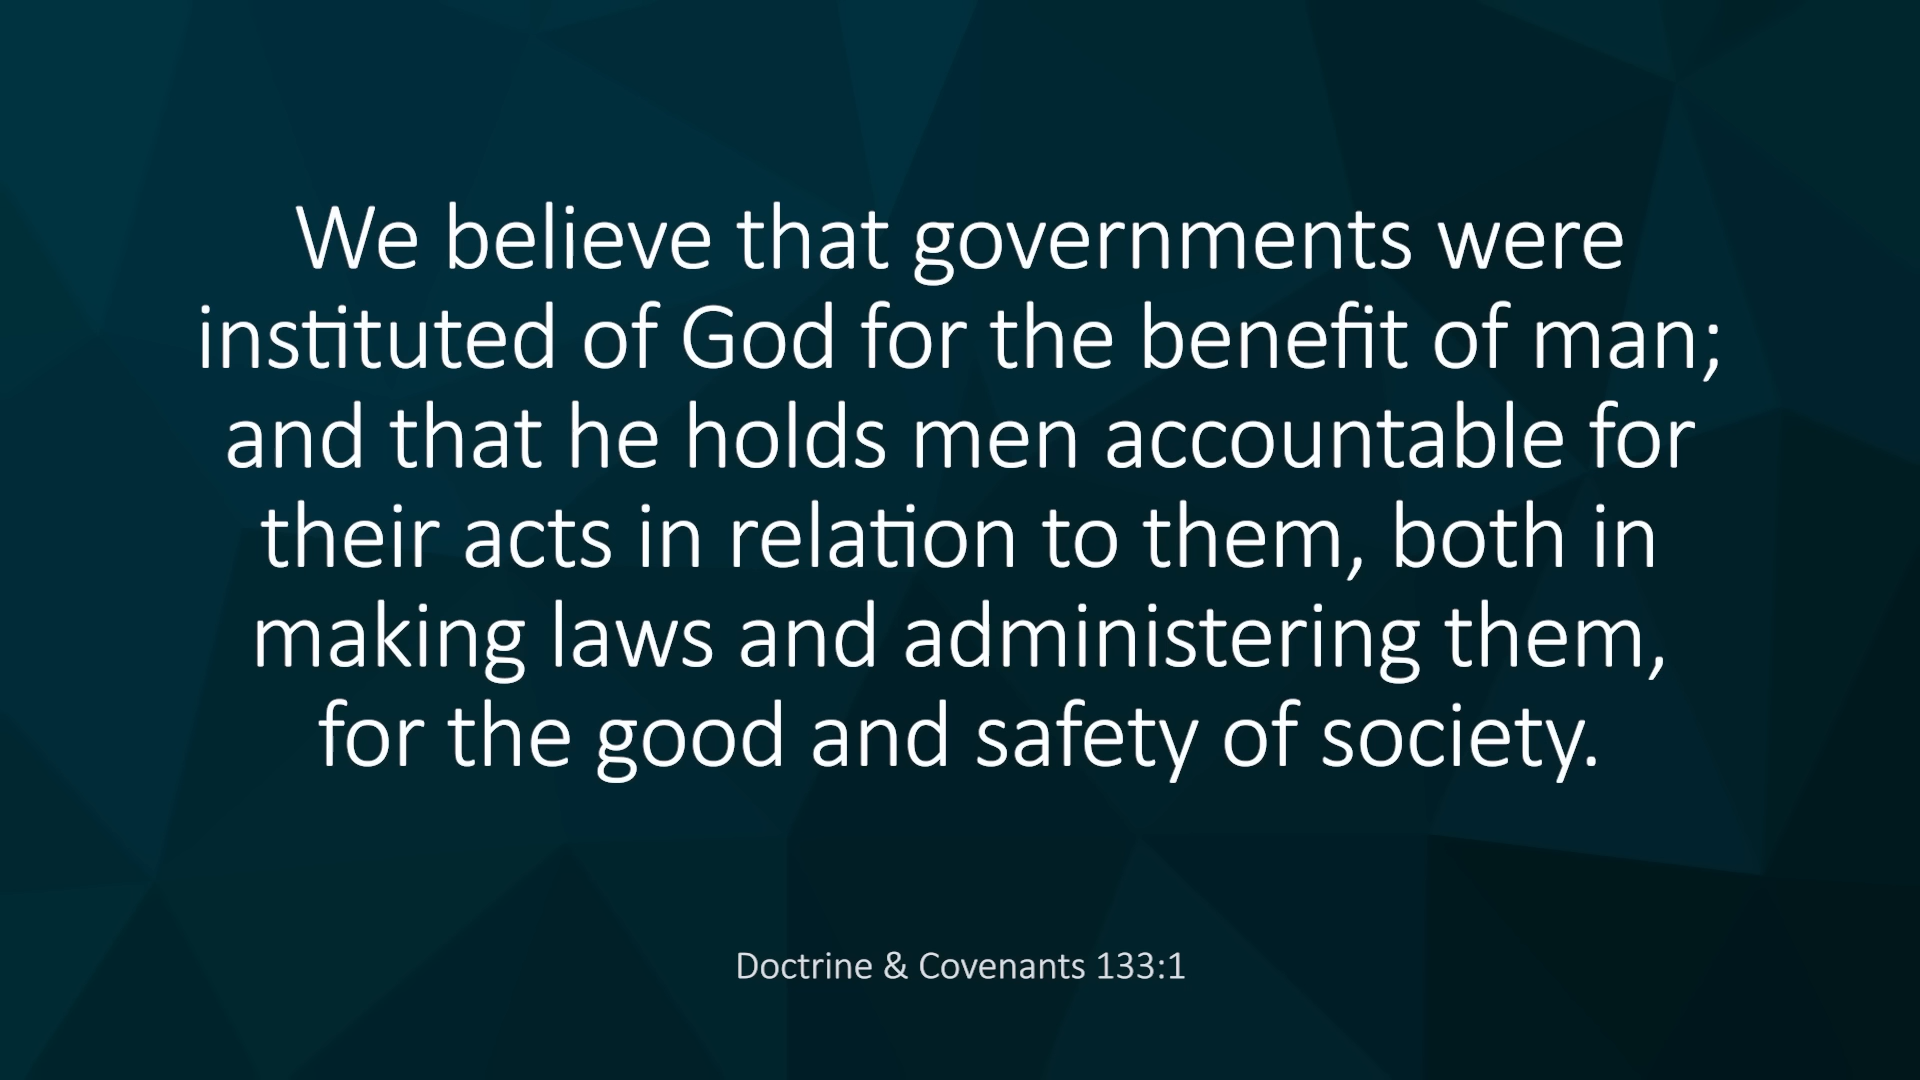 We believe that governments were
instituted of God for the benefit of man;
and that he holds men accountable for
their acts in relation to them, both in
making laws and administering them,
for the good and safety of society.
Doctrine & Covenants 133:1